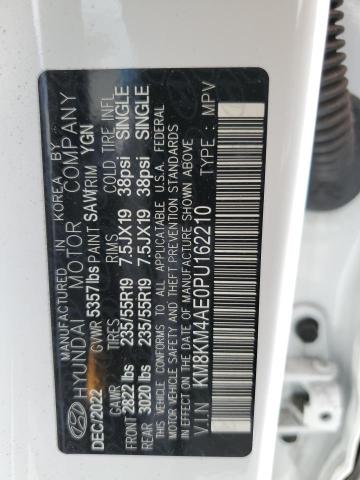 MANUFACTURED IN KOREA BY
HYUNDAI MOTOR COMPANY
DEC/2022 GVWR 5357lbs PAINT SAW TRIM YGN
GAWR TIRES RIMS COLD TIRE INFL
FRONT 2822 lbs 235/55R19 7.5JX19 38psi SINGLE
REAR 3020 lbs 235/55R19 7.5JX19 38psi SINGLE
THIS VEHICLE CONFORMS TO ALL APPLICABLE
U.S. FEDERAL MOTOR VEHICLE SAFETY STANDARDS
IN EFFECT ON THE DATE OF MANUFACTURE SHOWN ABOVE
V.I.N : KM8KM4AE0PU162210
TYPE : MPV